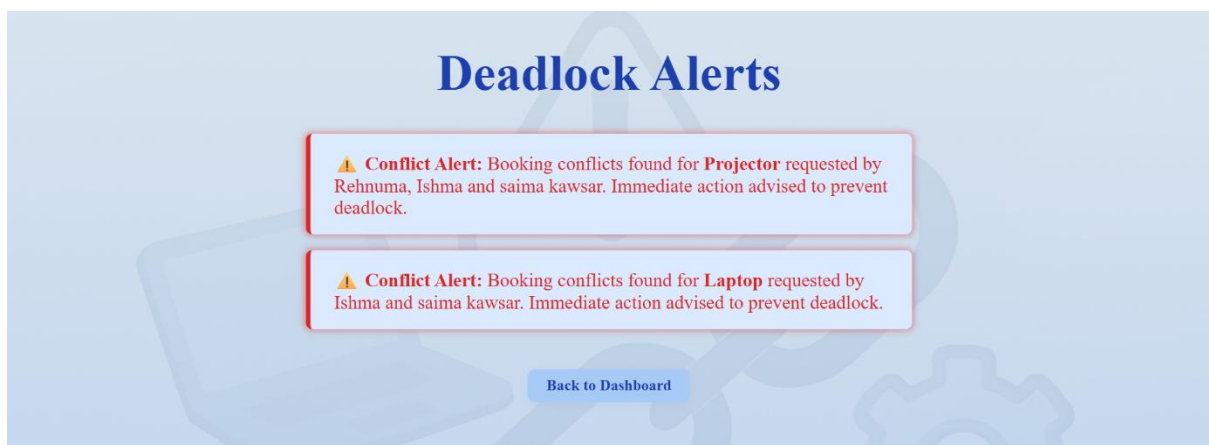 Deadlock Alerts
⚠️ Conflict Alert: Booking conflicts found for Projector requested by
Rehnuma, Ishma and saima kawsar. Immediate action advised to prevent
deadlock.
⚠️ Conflict Alert: Booking conflicts found for Laptop requested by
Ishma and saima kawsar. Immediate action advised to prevent deadlock.
Back to Dashboard